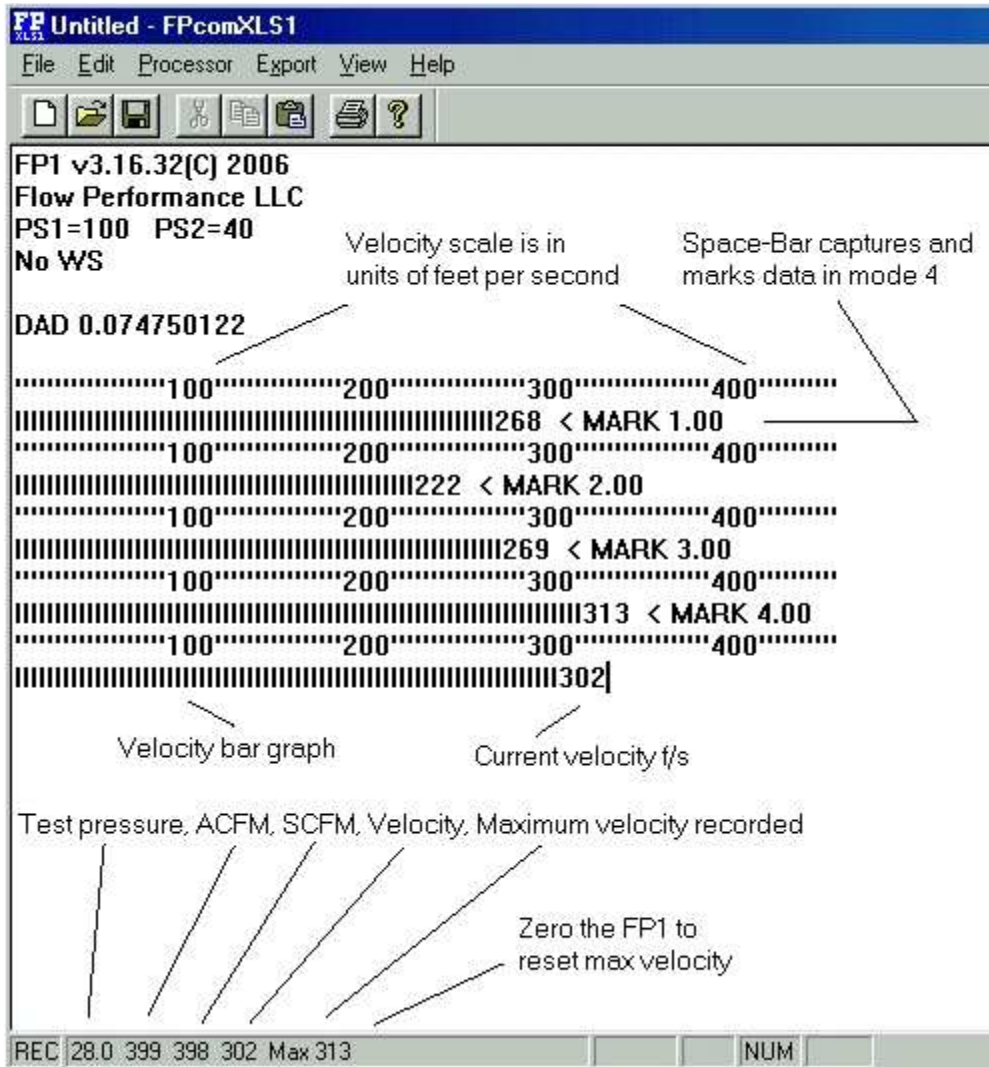 FP XLS1 Untitled - FPcomXLS1
File Edit Processor Export View Help
FP1 v3.16.32(C) 2006
Flow Performance LLC
PS1=100 PS2=40
No WS
Velocity scale is in
units of feet per second
Space-Bar captures and
marks data in mode 4
DAD 0.074750122
100 200 300 400
268 < MARK 1.00
100 200 300 400
222 < MARK 2.00
100 200 300 400
269 < MARK 3.00
100 200 300 400
313 < MARK 4.00
100 200 300 400
302
Velocity bar graph
Current velocity f/s
Test pressure, ACFM, SCFM, Velocity, Maximum velocity recorded
Zero the FP1 to
reset max velocity
REC 28.0 399 398 302 Max 313 NUM